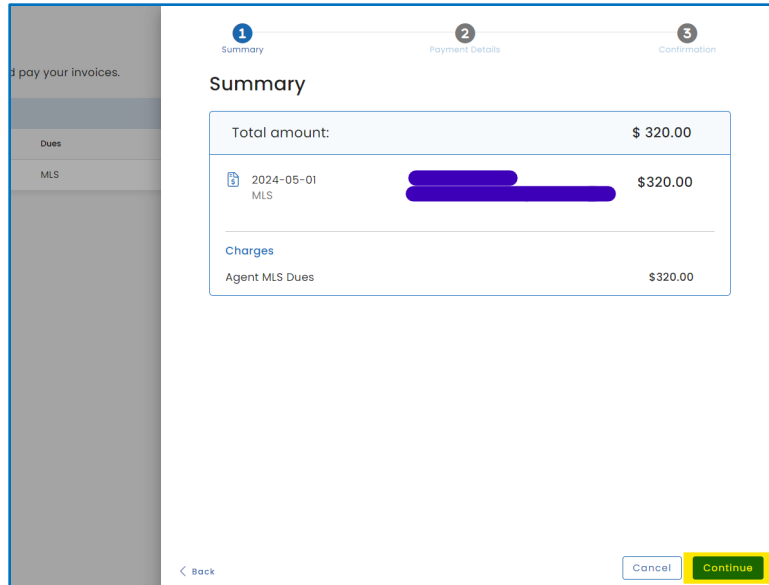 1 2 3
Summary Payment Details Confirmation
d pay your invoices.
Summary
Total amount: $ 320.00
Dues
MLS
2024-05-01 $320.00
MLS
Charges
Agent MLS Dues $320.00
Back Cancel Continue